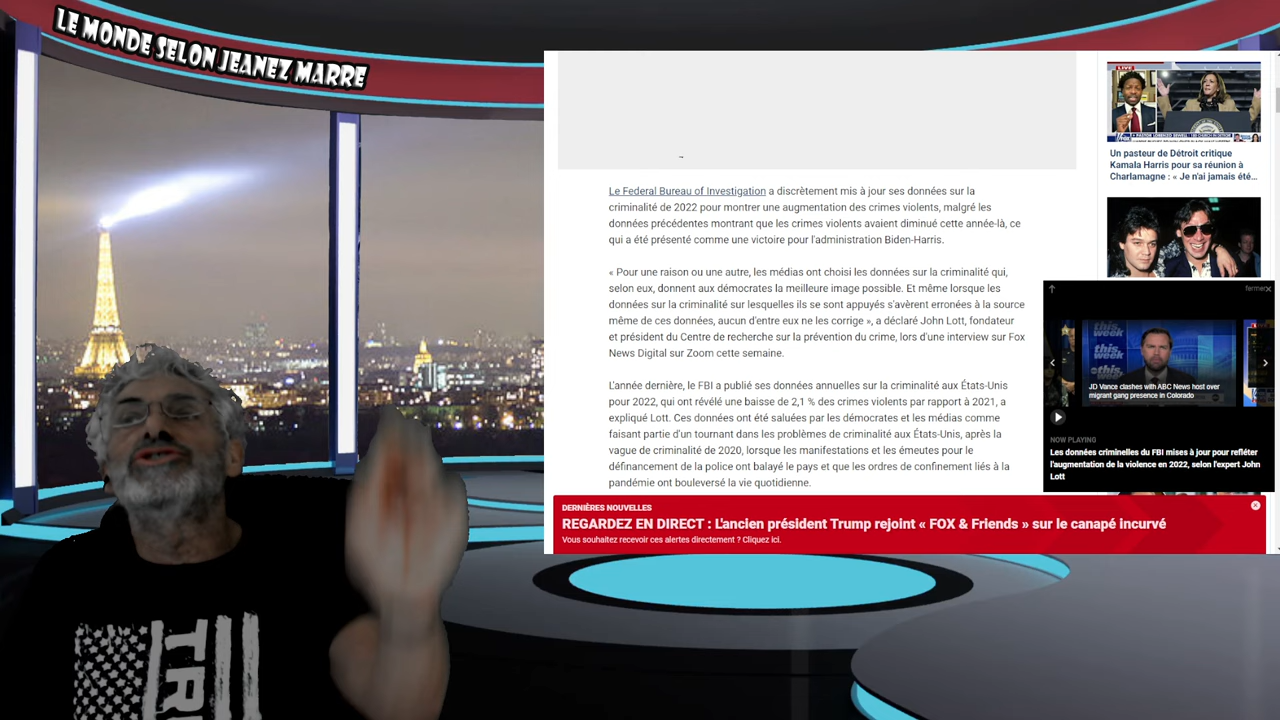 LE MONDE SELON JEANEZ MARRE
Le Federal Bureau of Investigation a discrètement mis à jour ses données sur la
criminalité de 2022 pour montrer une augmentation des crimes violents, malgré les
données précédentes montrant que les crimes violents avaient diminué cette année-là, ce
qui a été présenté comme une victoire pour l'administration Biden-Harris.
« Pour une raison ou une autre, les médias ont choisi les données sur la criminalité qui,
selon eux, donnent aux démocrates la meilleure image possible. Et même lorsque les
données sur la criminalité sur lesquelles ils se sont appuyés s'avèrent erronées à la source
même de ces données, aucun d'entre eux ne les corrige », a déclaré John Lott, fondateur
et président du Centre de recherche sur la prévention du crime, lors d'une interview sur Fox
News Digital sur Zoom cette semaine.
L'année dernière, le FBI a publié ses données annuelles sur la criminalité aux États-Unis
pour 2022, qui ont révélé une baisse de 2,1 % des crimes violents par rapport à 2021, a
expliqué Lott. Ces données ont été saluées par les démocrates et les médias comme
faisant partie d'un tournant dans les problèmes de criminalité aux États-Unis, après la
vague de criminalité de 2020, lorsque les manifestations et les émeutes pour le
définancement de la police ont balayé le pays et que les ordres de confinement liés à la
pandémie ont bouleversé la vie quotidienne.
LIVE
Un pasteur de Détroit critique
Kamala Harris pour sa réunion à
Charlamagne : « Je n'ai jamais été...
fermer
this
week
this
week
JD Vance clashes with ABC News host over
migrant gang presence in Colorado
NOW PLAYING
Les données criminelles du FBI mises à jour pour refléter
l'augmentation de la violence en 2022, selon l'expert John
Lott
DERNIÈRES NOUVELLES
REGARDEZ EN DIRECT : L'ancien président Trump rejoint « FOX & Friends » sur le canapé incurvé
Vous souhaitez recevoir ces alertes directement ? Cliquez ici.